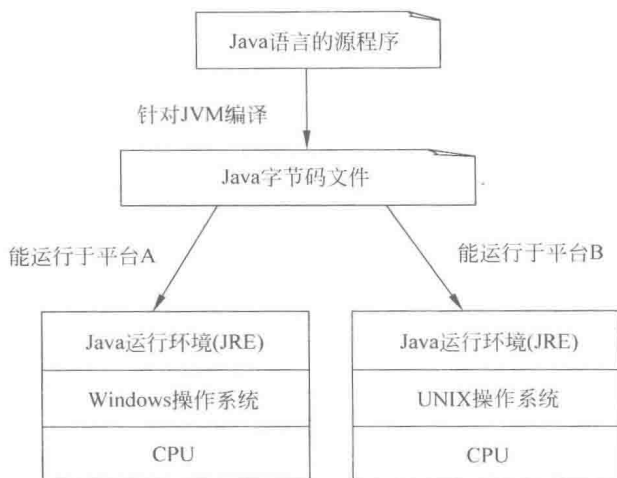 Java语言的源程序
针对JVM编译
Java字节码文件
能运行于平台A
能运行于平台B
Java运行环境(JRE)
Java运行环境(JRE)
Windows操作系统
UNIX操作系统
CPU
CPU